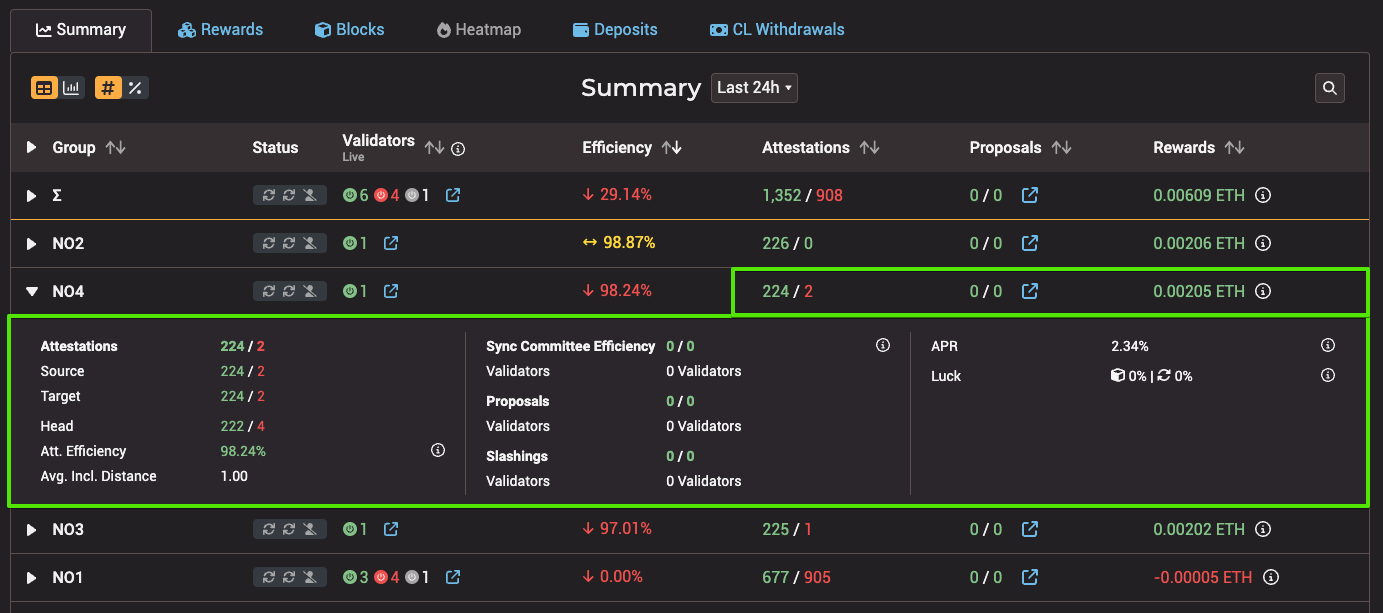 Summary Rewards Blocks Heatmap Deposits CL Withdrawals
# % Summary Last 24h
Group Status Validators Efficiency Attestations Proposals Rewards
Live
Σ 6 4 1 29.14% 1,352 / 908 0 / 0 0.00609 ETH
NO2 1 98.87% 226 / 0 0 / 0 0.00206 ETH
NO4 1 98.24% 224 / 2 0 / 0 0.00205 ETH
Attestations 224 / 2 Sync Committee Efficiency 0 / 0 APR 2.34%
Source 224 / 2 Validators 0 Validators Luck 0% | 0%
Target 224 / 2 Proposals 0 / 0
Head 222 / 4 Validators 0 Validators
Att. Efficiency 98.24% Slashings 0 / 0
Avg. Incl. Distance 1.00 Validators 0 Validators
NO3 1 97.01% 225 / 1 0 / 0 0.00202 ETH
NO1 3 4 1 0.00% 677 / 905 0 / 0 -0.00005 ETH